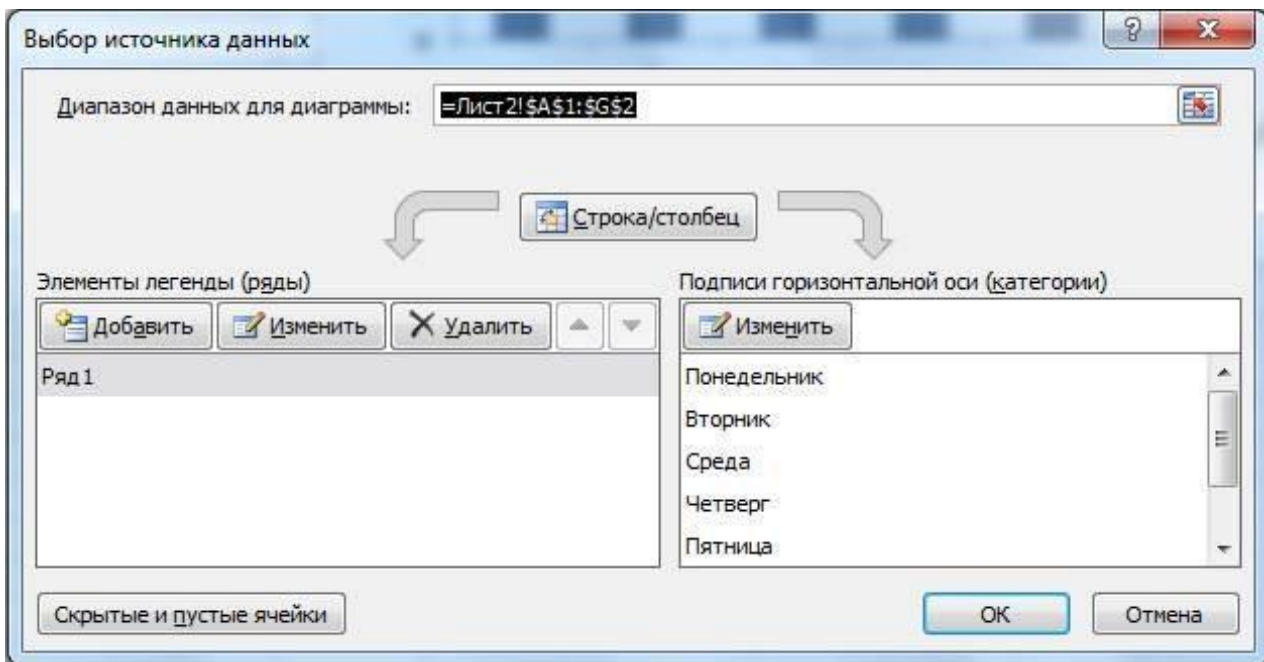 Выбор источника данных
Диапазон данных для диаграммы: =Лист2!$A$1:$G$2
Строка/столбец
Элементы легенды (ряды)
Добавить Изменить Удалить
Ряд1
Подписи горизонтальной оси (категории)
Изменить
Понедельник
Вторник
Среда
Четверг
Пятница
Скрытые и пустые ячейки
ОК Отмена